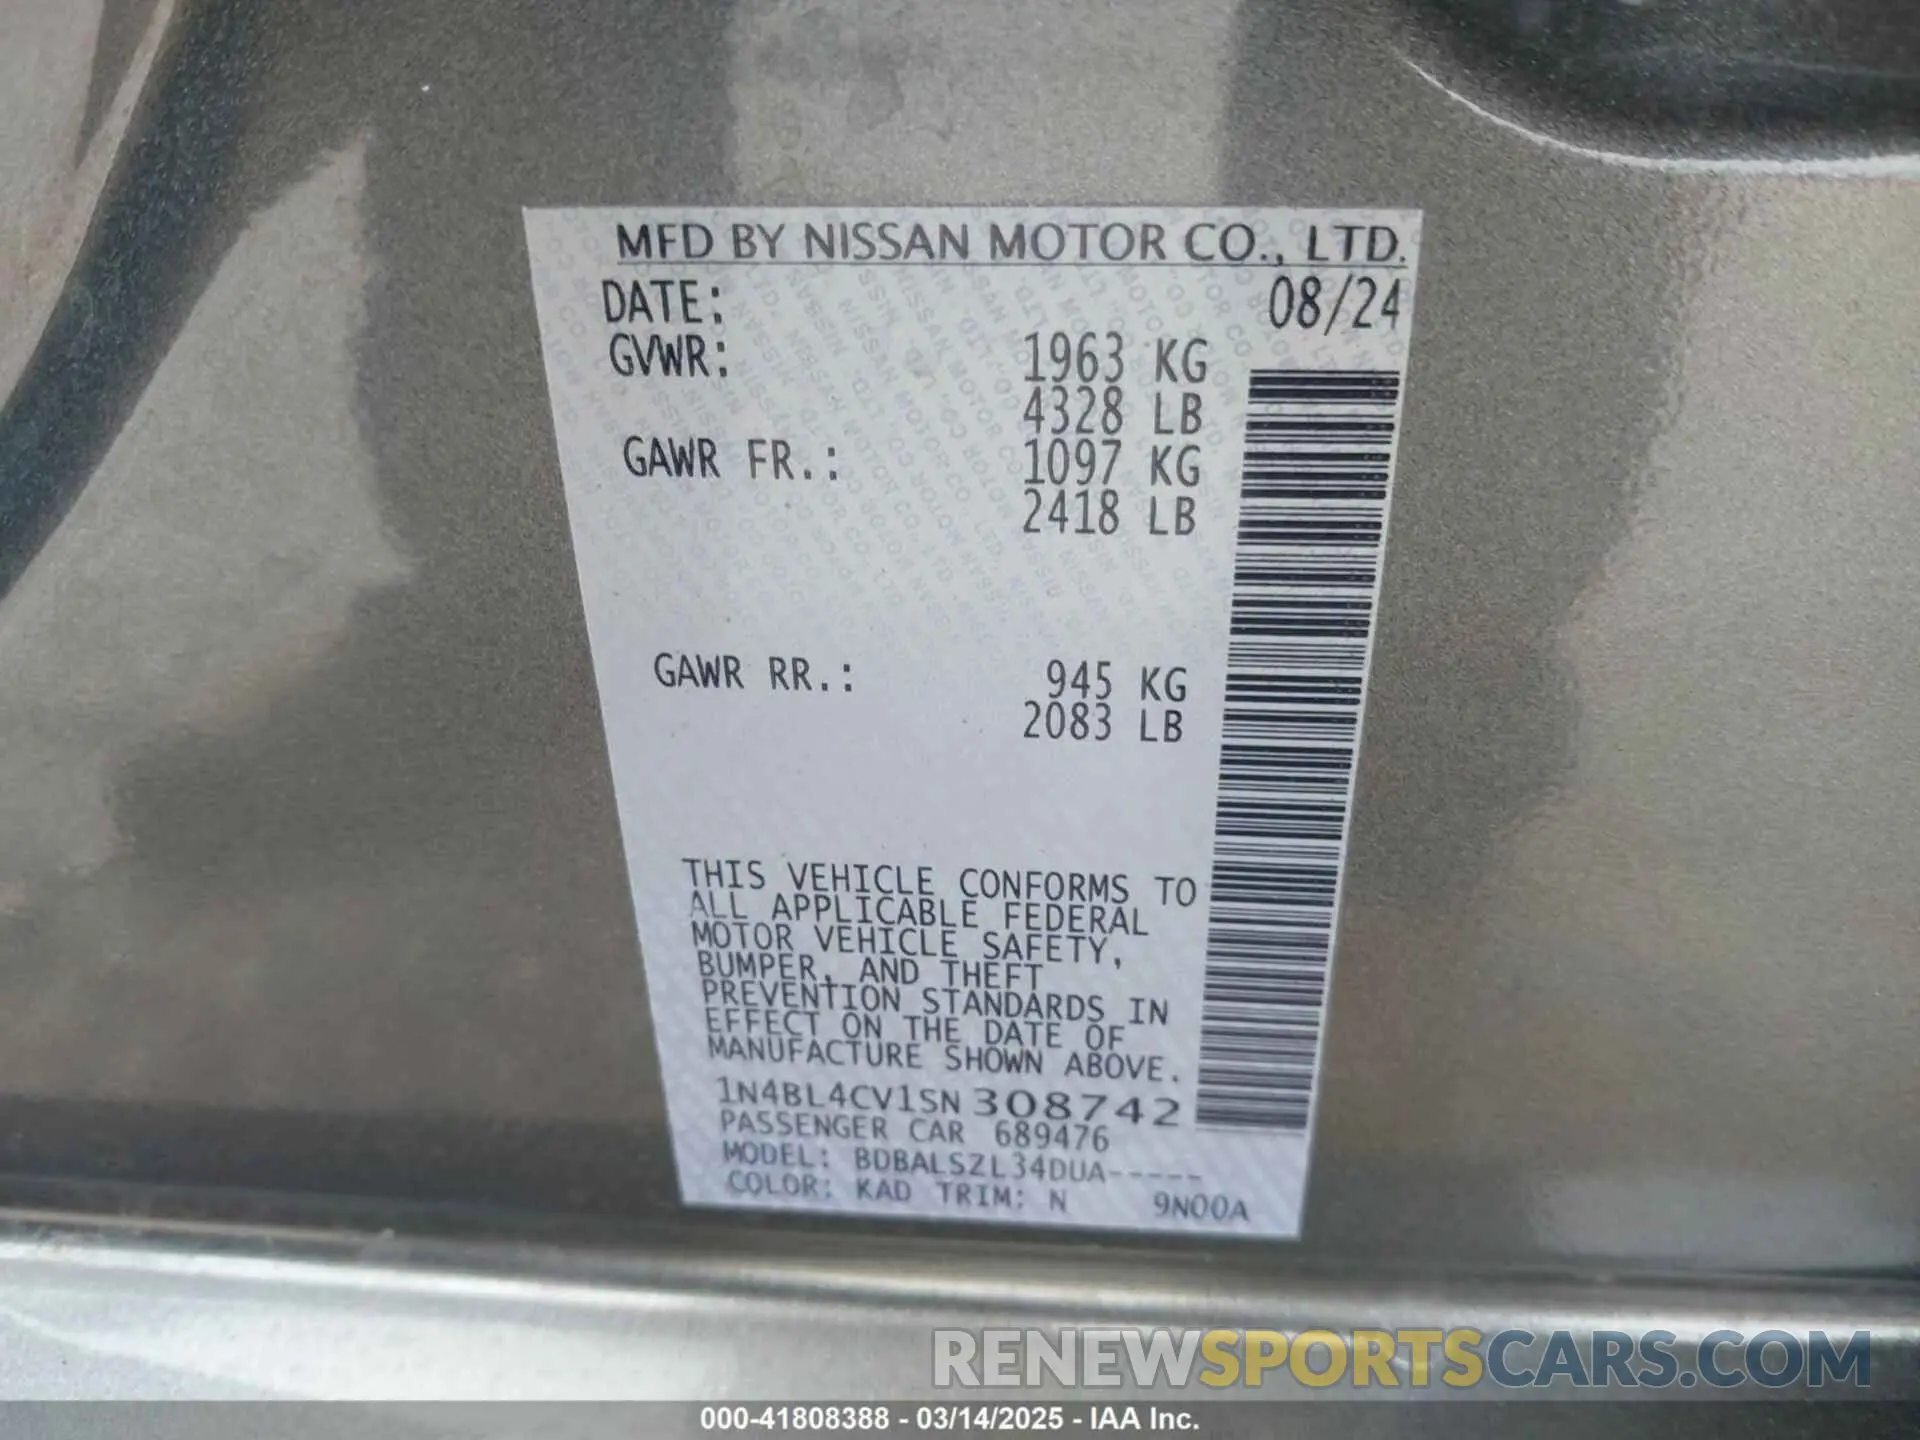 MFD BY NISSAN MOTOR CO., LTD.
DATE: 08/24
GVWR: 1963 KG
4328 LB
GAWR FR.: 1097 KG
2418 LB
GAWR RR.: 945 KG
2083 LB
THIS VEHICLE CONFORMS TO
ALL APPLICABLE FEDERAL
MOTOR VEHICLE SAFETY,
BUMPER, AND THEFT
PREVENTION STANDARDS IN
EFFECT ON THE DATE OF
MANUFACTURE SHOWN ABOVE.
1N4BL4CV1SN308742
PASSENGER CAR 689476
MODEL: BDBALSZL34DUA-----
COLOR: KAD TRIM: N 9N00A
RENEWSPORTSCARS.COM
000-41808388 - 03/14/2025 - IAA Inc.